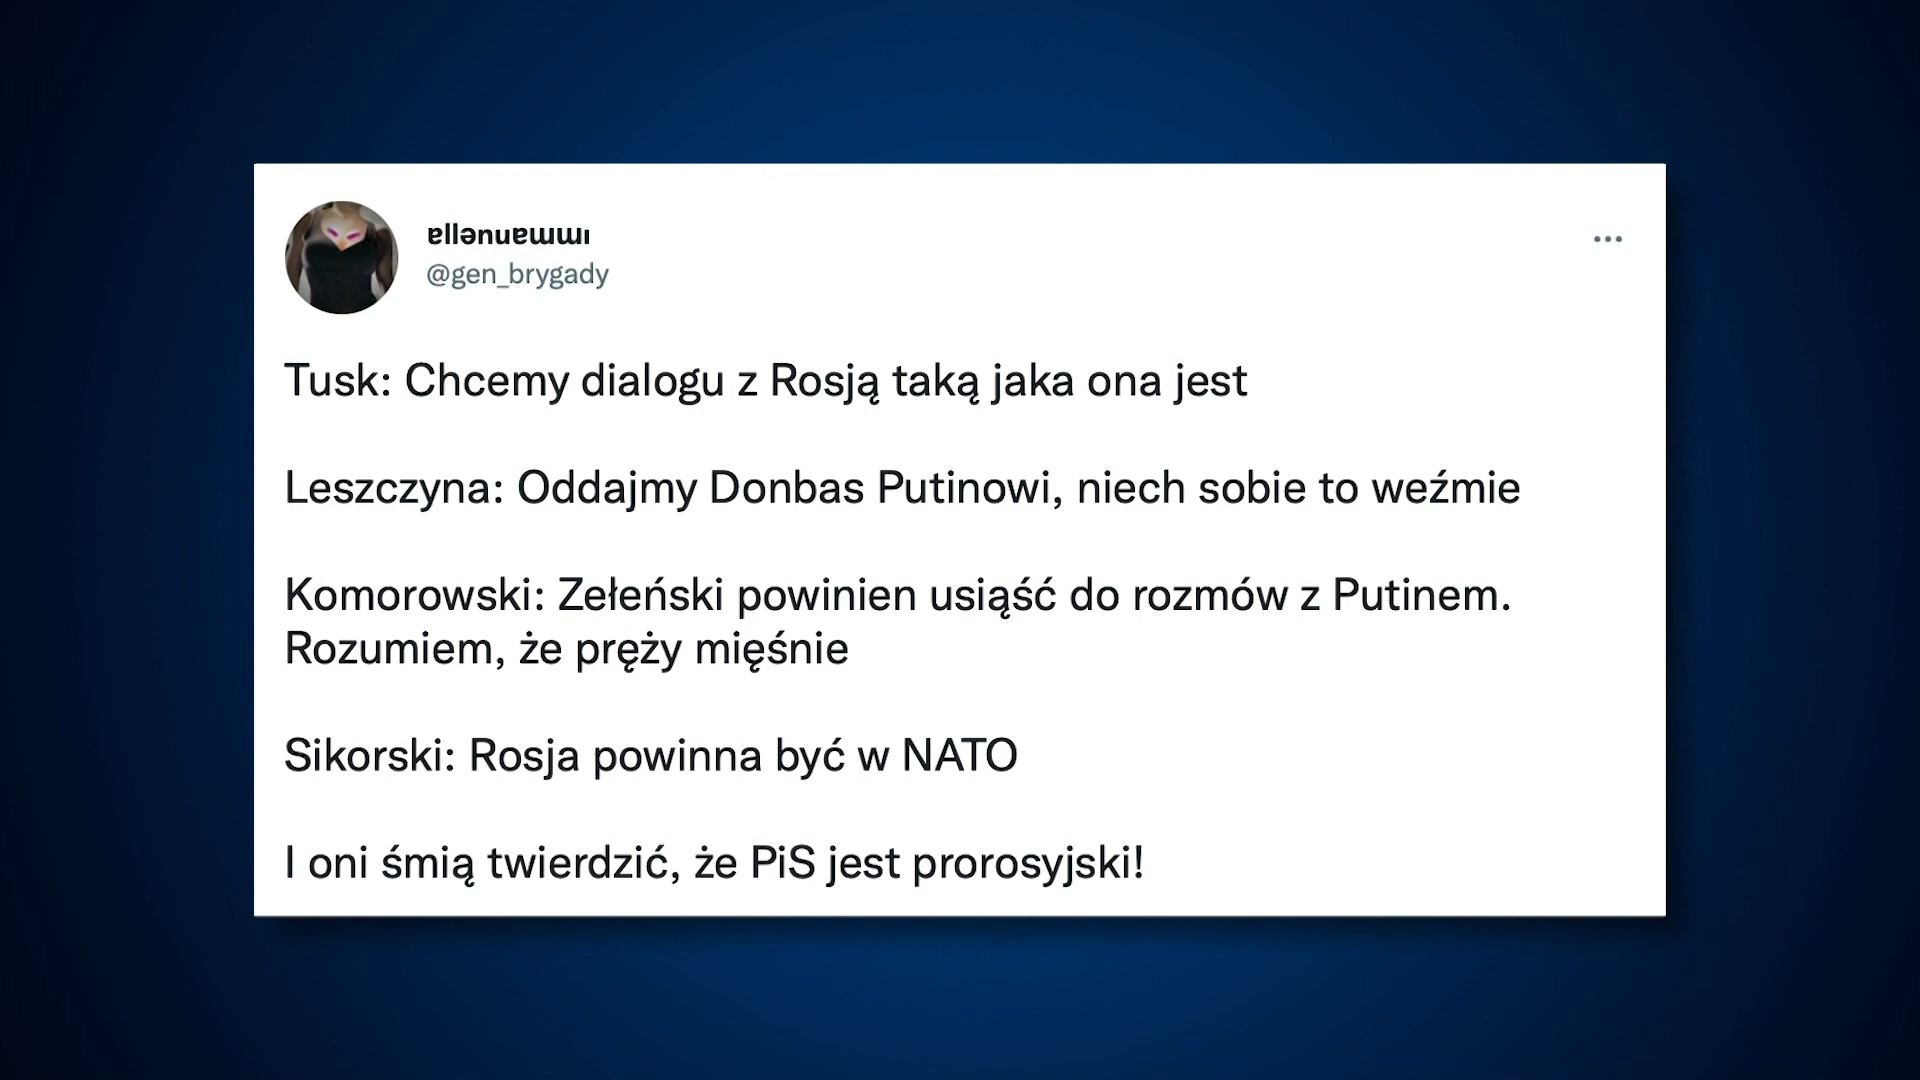 ɐllǝnuɐɯɯı
@gen_brygady
Tusk: Chcemy dialogu z Rosją taką jaka ona jest
Leszczyna: Oddajmy Donbas Putinowi, niech sobie to weźmie
Komorowski: Zełeński powinien usiąść do rozmów z Putinem.
Rozumiem, że pręży mięśnie
Sikorski: Rosja powinna być w NATO
I oni śmią twierdzić, że PiS jest prorosyjski!